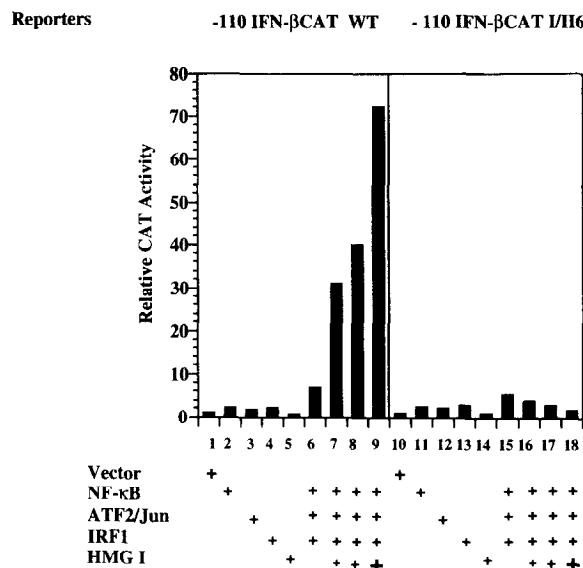 Reporters -110 IFN-βCAT WT - 110 IFN-βCAT I/H6
80
70
60
50
40
30
20
10
0
Relative CAT Activity
1 2 3 4 5 6 7 8 9 10 11 12 13 14 15 16 17 18
Vector + +
NF-κB + + + + + + + + + +
ATF2/Jun + + + + + + + + + +
IRF1 + + + + + + + + + +
HMG I + + + + + + + +